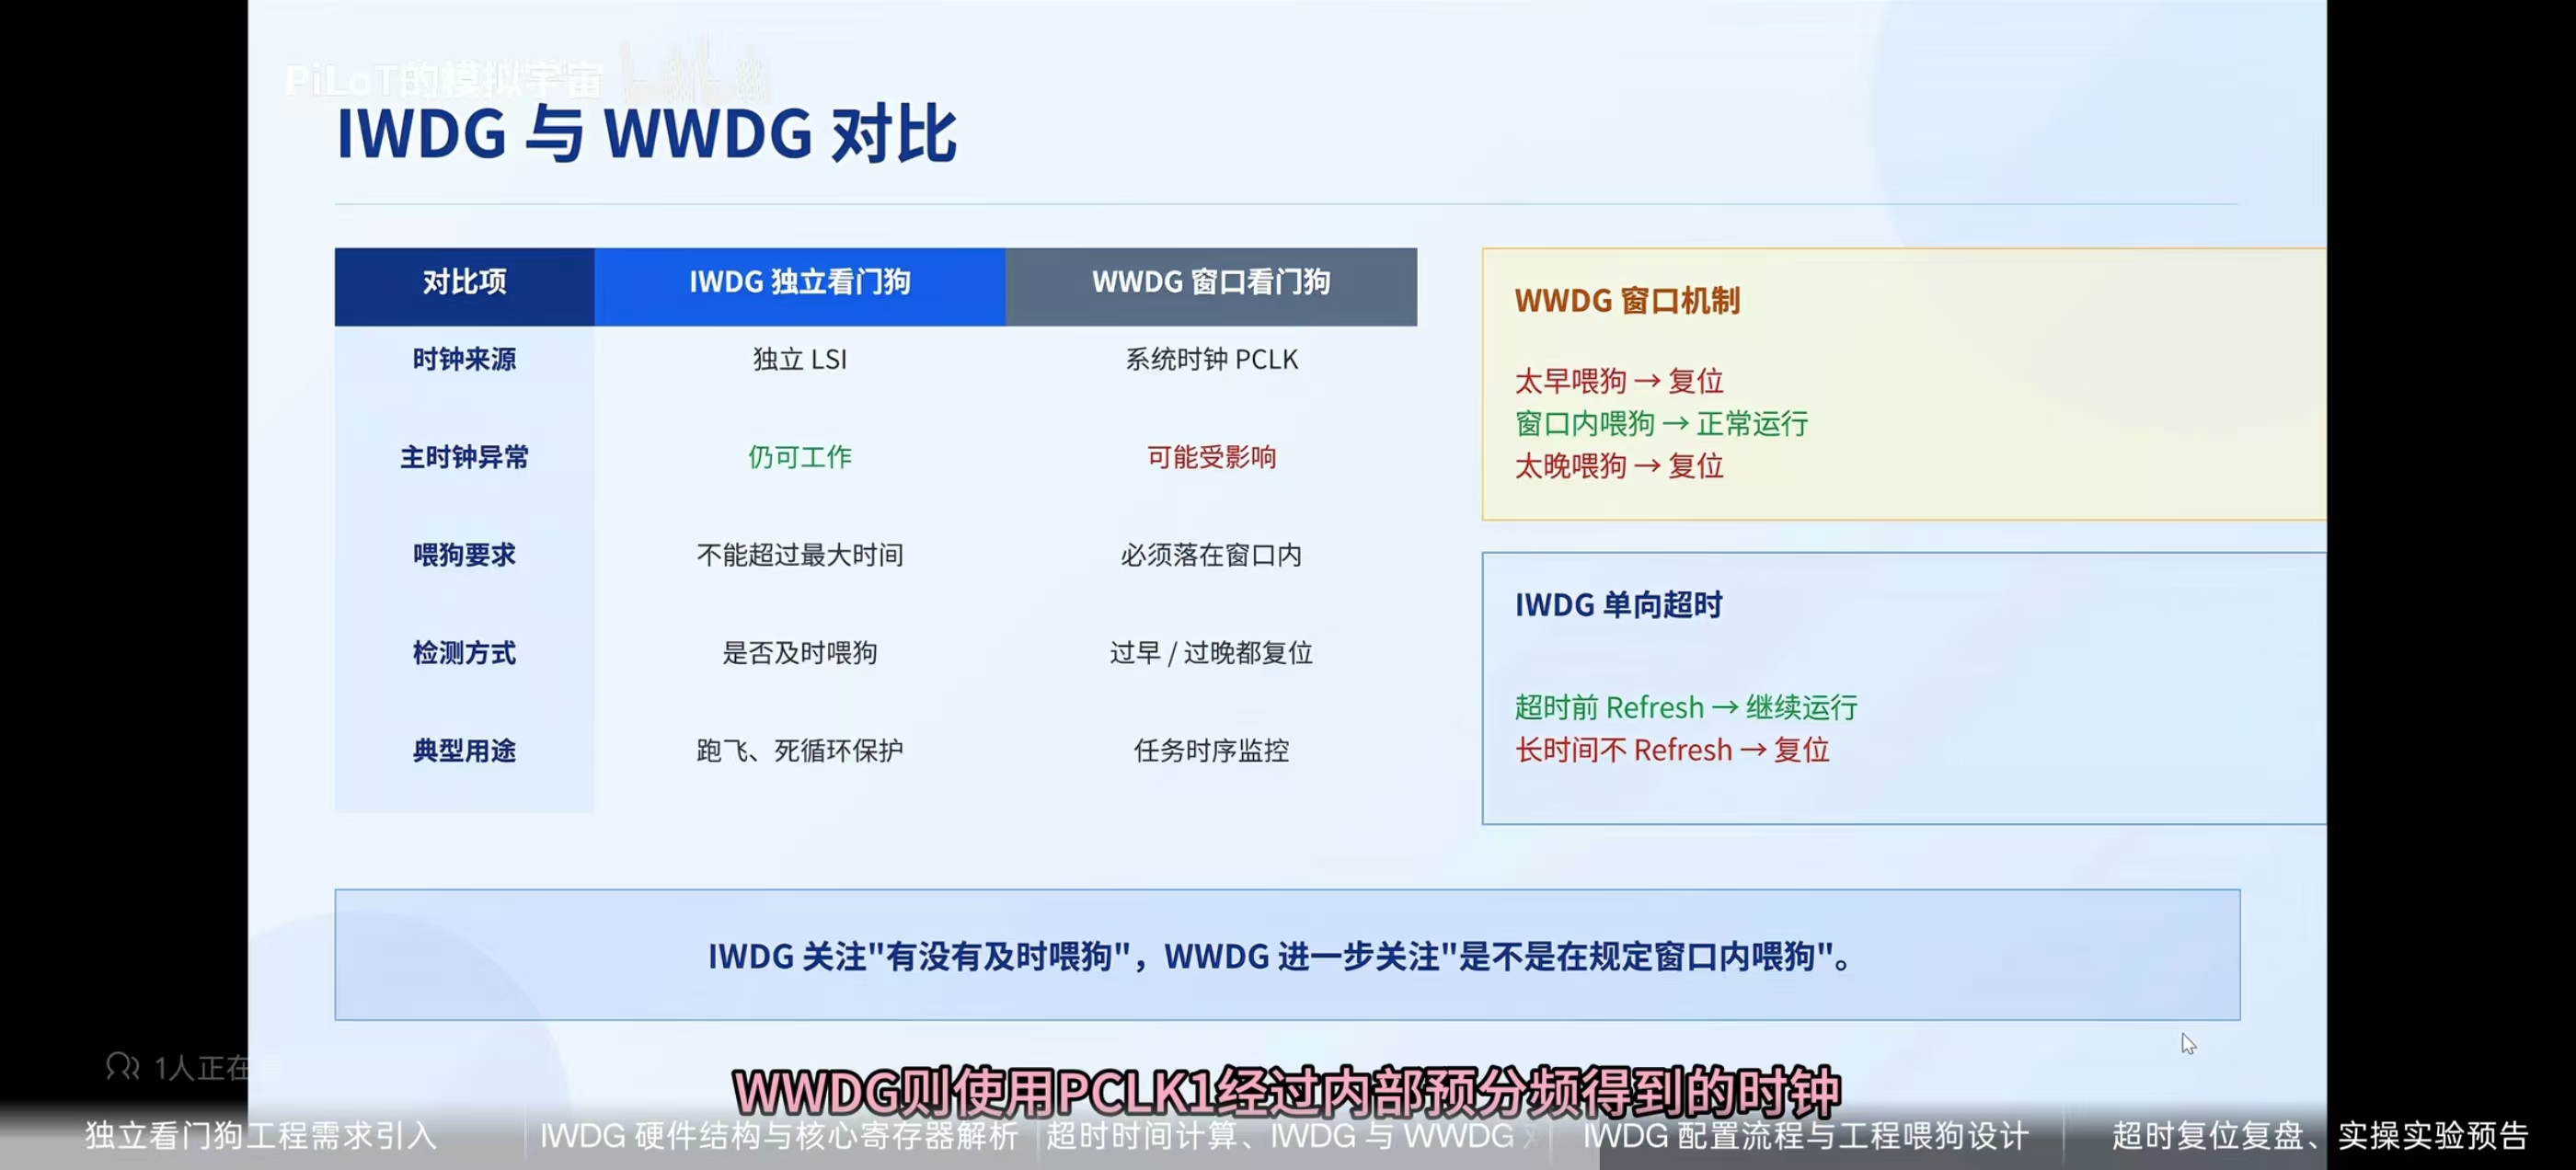 PiLoT的模拟宇宙
IWDG 与 WWDG 对比
对比项 IWDG 独立看门狗 WWDG 窗口看门狗
时钟来源 独立 LSI 系统时钟 PCLK
主时钟异常 仍可工作 可能受影响
喂狗要求 不能超过最大时间 必须落在窗口内
检测方式 是否及时喂狗 过早 / 过晚都复位
典型用途 跑飞、死循环保护 任务时序监控
WWDG 窗口机制
太早喂狗 → 复位
窗口内喂狗 → 正常运行
太晚喂狗 → 复位
IWDG 单向超时
超时前 Refresh → 继续运行
长时间不 Refresh → 复位
IWDG 关注"有没有及时喂狗"，WWDG 进一步关注"是不是在规定窗口内喂狗"。
1人正在
WWDG则使用PCLK1经过内部预分频得到的时钟
独立看门狗工程需求引入 IWDG 硬件结构与核心寄存器解析 超时时间计算、IWDG 与 WWDG IWDG 配置流程与工程喂狗设计 超时复位复盘、实操实验预告